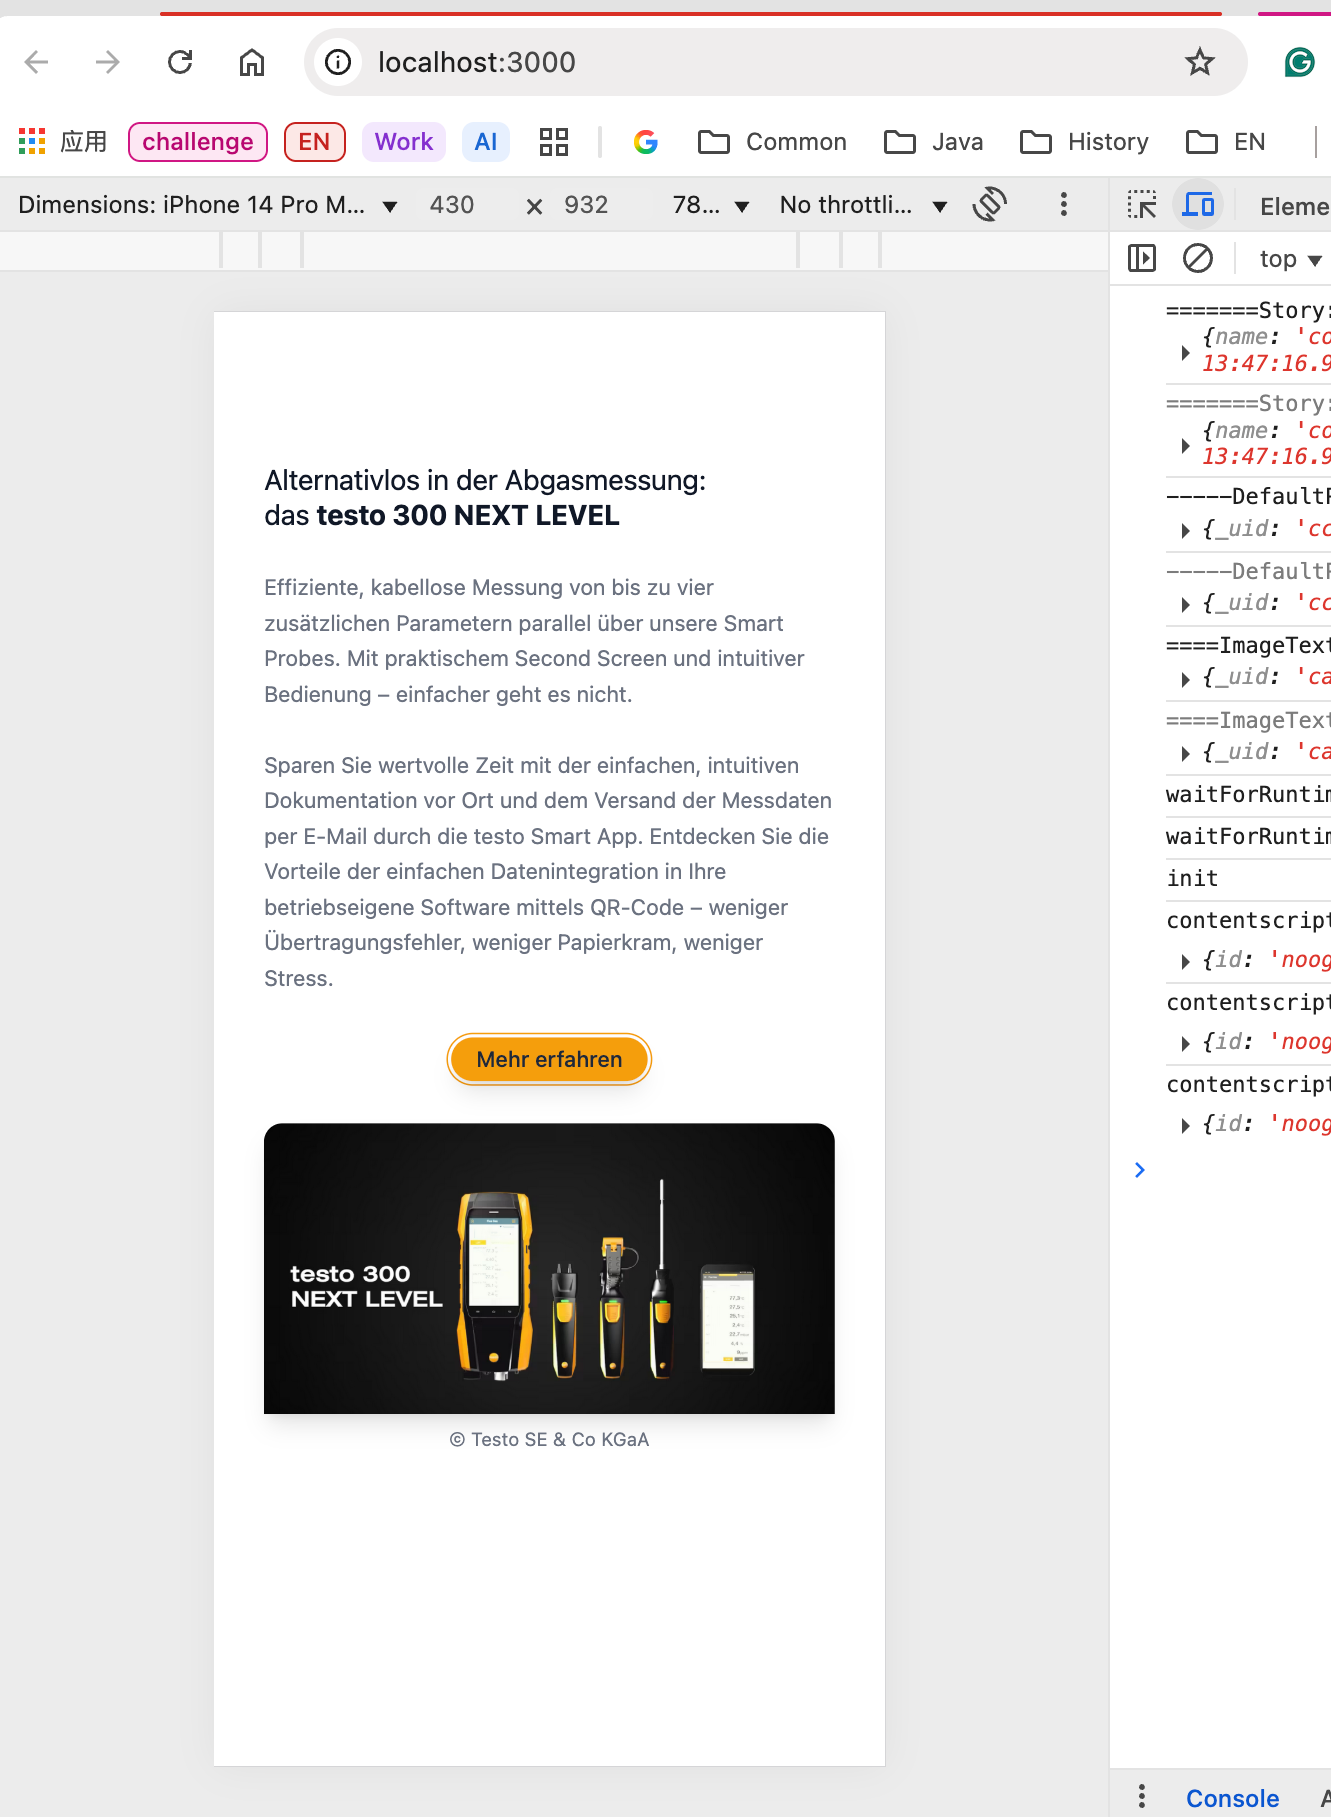 localhost:3000
应用
challenge
EN
Work
AI
Common
Java
History
EN
Dimensions: iPhone 14 Pro M...
430
×
932
78...
No throttli...
Eleme
top
Alternativlos in der Abgasmessung:
das testo 300 NEXT LEVEL
Effiziente, kabellose Messung von bis zu vier
zusätzlichen Parametern parallel über unsere Smart
Probes. Mit praktischem Second Screen und intuitiver
Bedienung – einfacher geht es nicht.
Sparen Sie wertvolle Zeit mit der einfachen, intuitiven
Dokumentation vor Ort und dem Versand der Messdaten
per E-Mail durch die testo Smart App. Entdecken Sie die
Vorteile der einfachen Datenintegration in Ihre
betriebseigene Software mittels QR-Code – weniger
Übertragungsfehler, weniger Papierkram, weniger
Stress.
Mehr erfahren
testo 300
NEXT LEVEL
© Testo SE & Co KGaA
=======Story:
{name: 'co
13:47:16.9
=======Story:
{name: 'co
13:47:16.9
-----DefaultP
{_uid: 'cc
-----DefaultP
{_uid: 'cc
====ImageText
{_uid: 'ca
====ImageText
{_uid: 'ca
waitForRuntim
waitForRuntim
init
contentscript
{id: 'noog
contentscript
{id: 'noog
contentscript
{id: 'noog
Console